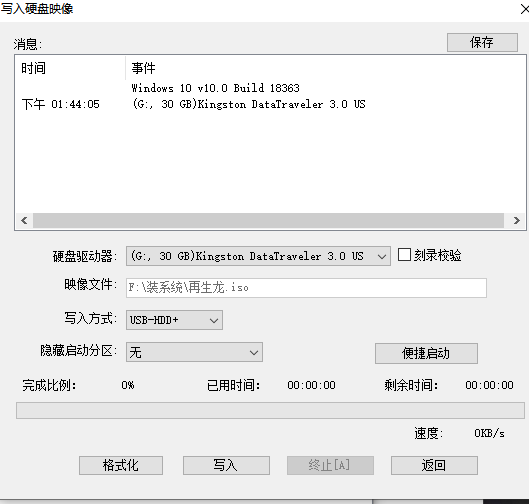 写入硬盘映像
消息:
保存
时间 事件
Windows 10 v10.0 Build 18363
下午 01:44:05 (G:, 30 GB)Kingston DataTraveler 3.0 US
硬盘驱动器: (G:, 30 GB)Kingston DataTraveler 3.0 US 刻录校验
映像文件: F:\装系统\再生龙.iso
写入方式: USB-HDD+
隐藏启动分区: 无 便捷启动
完成比例: 0% 已用时间: 00:00:00 剩余时间: 00:00:00
速度: 0KB/s
格式化 写入 终止[A] 返回